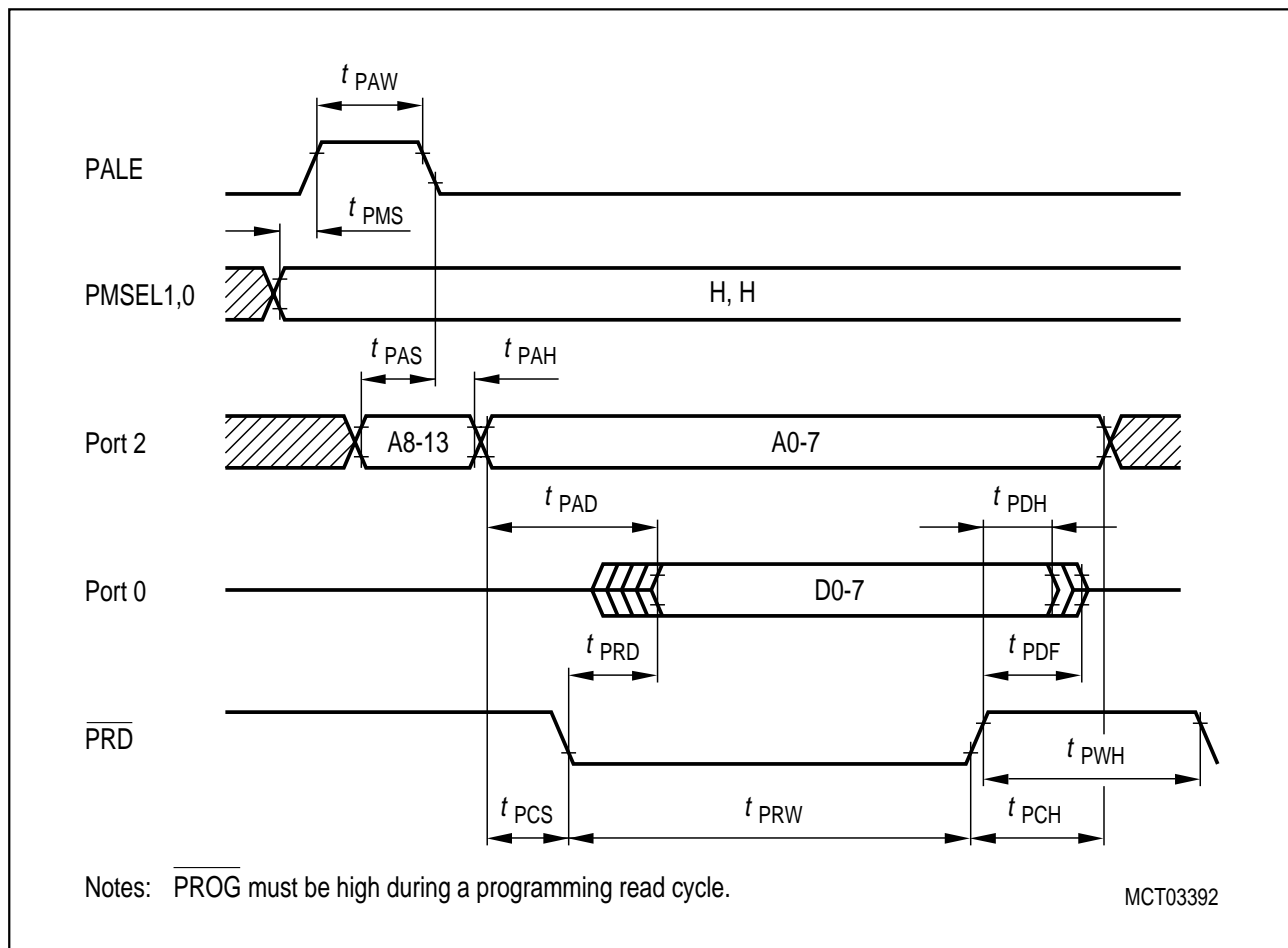 t PAW
PALE
t PMS
PMSEL1,0
H, H
t PAS
t PAH
Port 2
A8-13
A0-7
t PAD
t PDH
Port 0
D0-7
t PRD
t PDF
PRD
t PWH
t PCS
t PRW
t PCH
Notes: PROG must be high during a programming read cycle.
MCT03392